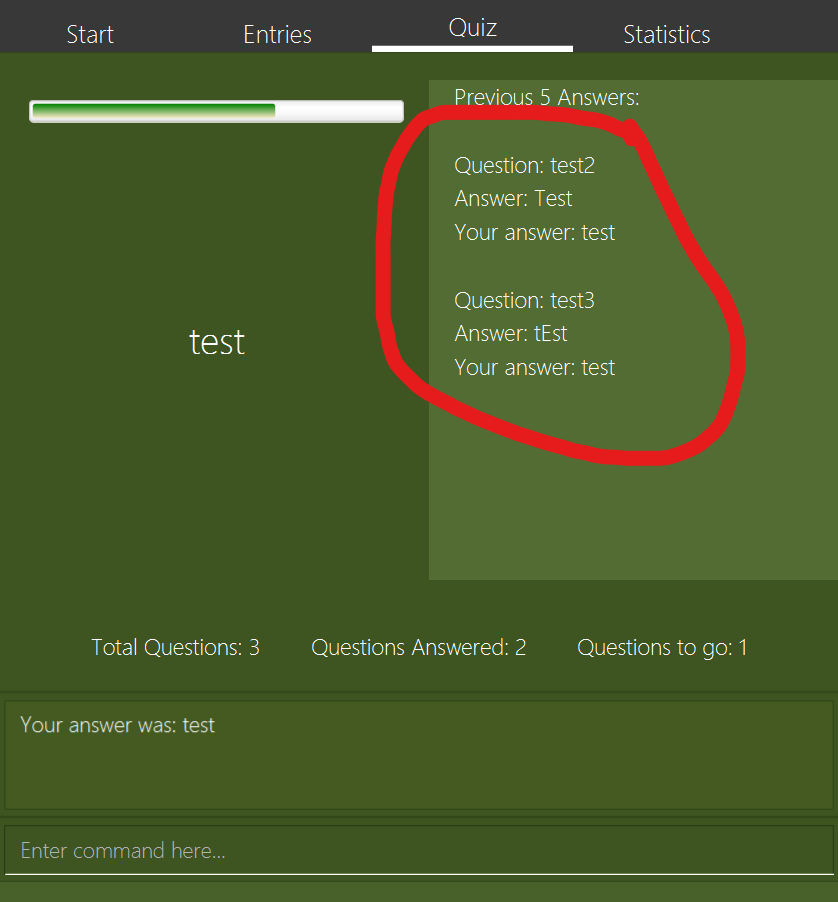 Start
Entries
Quiz
Statistics
Previous 5 Answers:
Question: test2
Answer: Test
Your answer: test
Question: test3
Answer: tEst
Your answer: test
test
Total Questions: 3
Questions Answered: 2
Questions to go: 1
Your answer was: test
Enter command here...